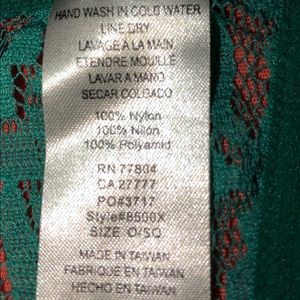 HAND WASH IN COLD WATER
LINE DRY
LAVAGE À LA MAIN
ETENDRE MOUILLÉ
LAVAR A MANO
SECAR COLGADO
100% Nylon
100% Nilón
100% Polyamid
RN 77804
CA 27777
PO#3717
Style#8500X
SIZE O/SQ
MADE IN TAIWAN
FABRIQUE EN TAIWAN
HECHO EN TAIWAN